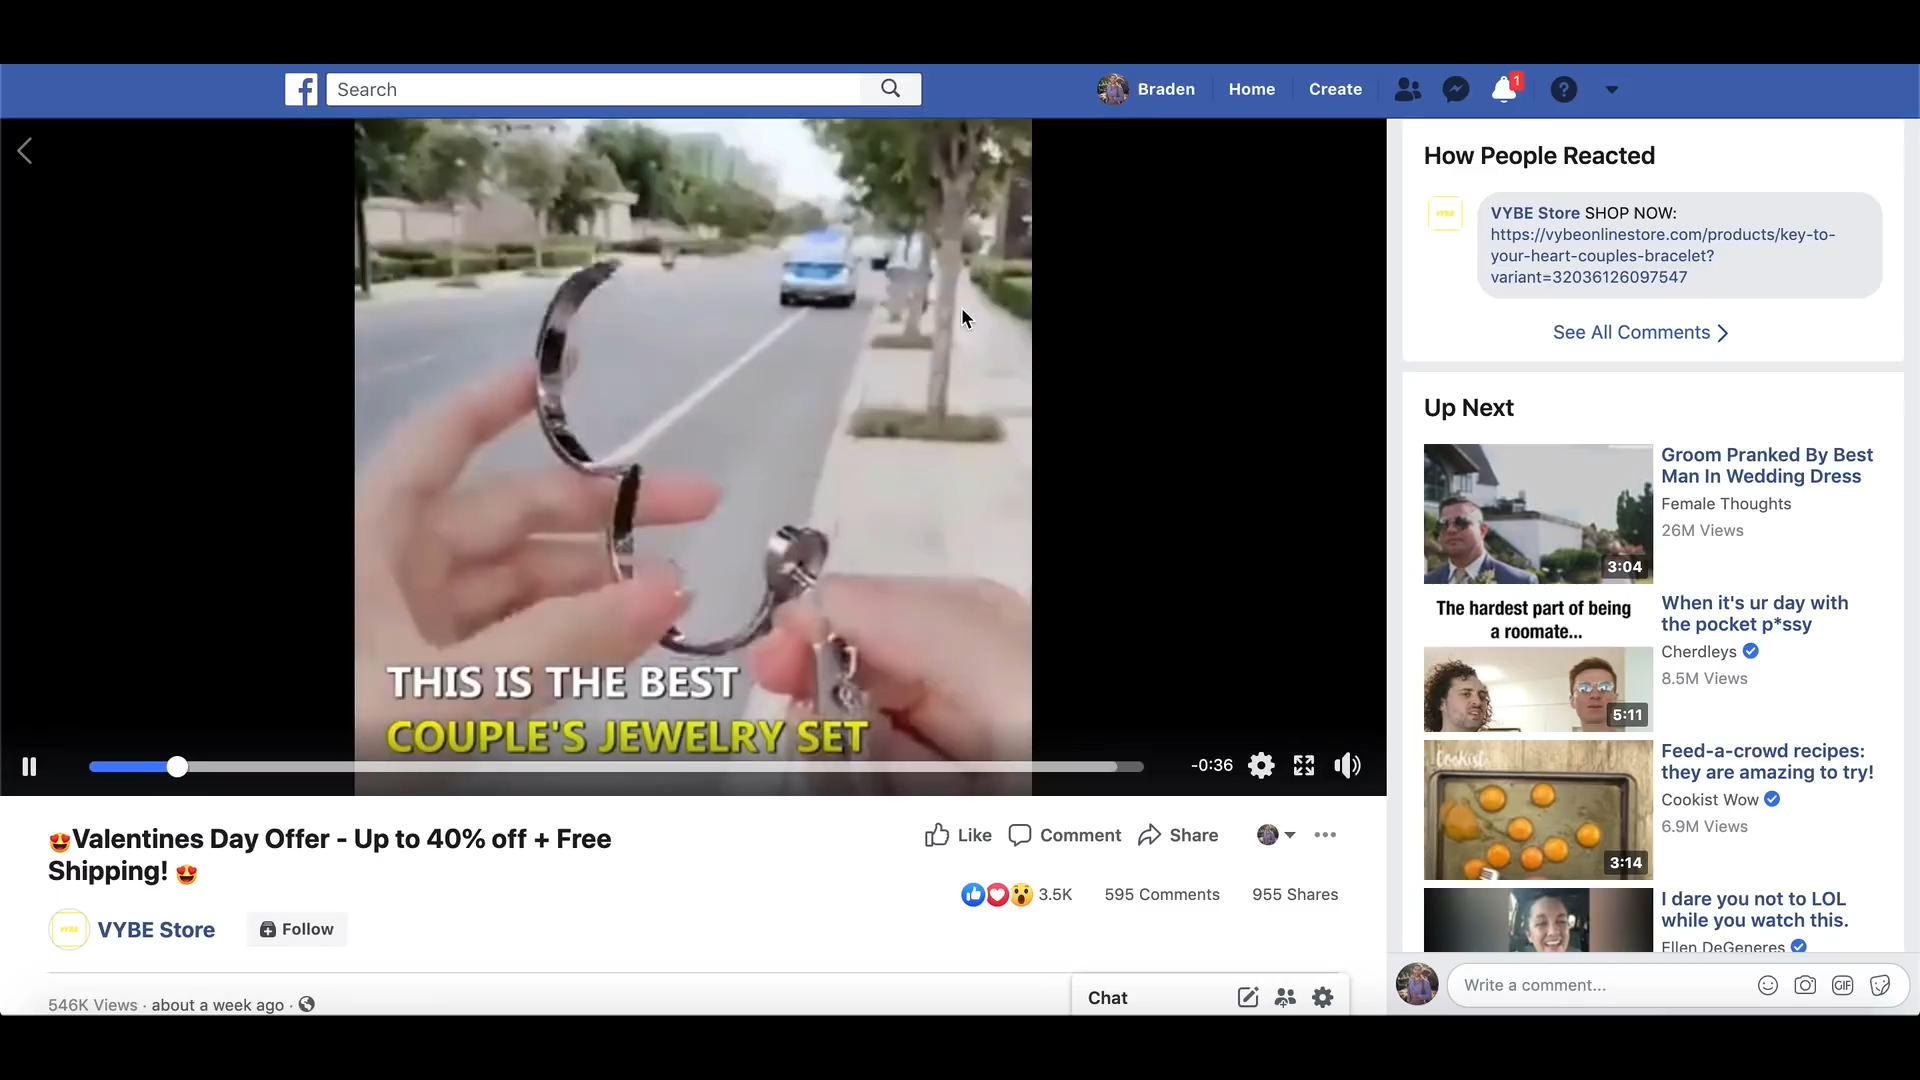 Search
Braden
Home
Create
1
THIS IS THE BEST
COUPLE'S JEWELRY SET
-0:36
😍Valentines Day Offer - Up to 40% off + Free
Shipping! 😍
Like
Comment
Share
3.5K
595 Comments
955 Shares
VYBE
VYBE Store
Follow
546K Views · about a week ago ·
Chat
How People Reacted
VYBE
VYBE Store SHOP NOW:
https://vybeonlinestore.com/products/key-to-
your-heart-couples-bracelet?
variant=32036126097547
See All Comments
Up Next
3:04
Groom Pranked By Best
Man In Wedding Dress
Female Thoughts
26M Views
The hardest part of being
a roomate...
5:11
When it's ur day with
the pocket p*ssy
Cherdleys
8.5M Views
Cookist
3:14
Feed-a-crowd recipes:
they are amazing to try!
Cookist Wow
6.9M Views
I dare you not to LOL
while you watch this.
Ellen DeGeneres
Write a comment...
GIF